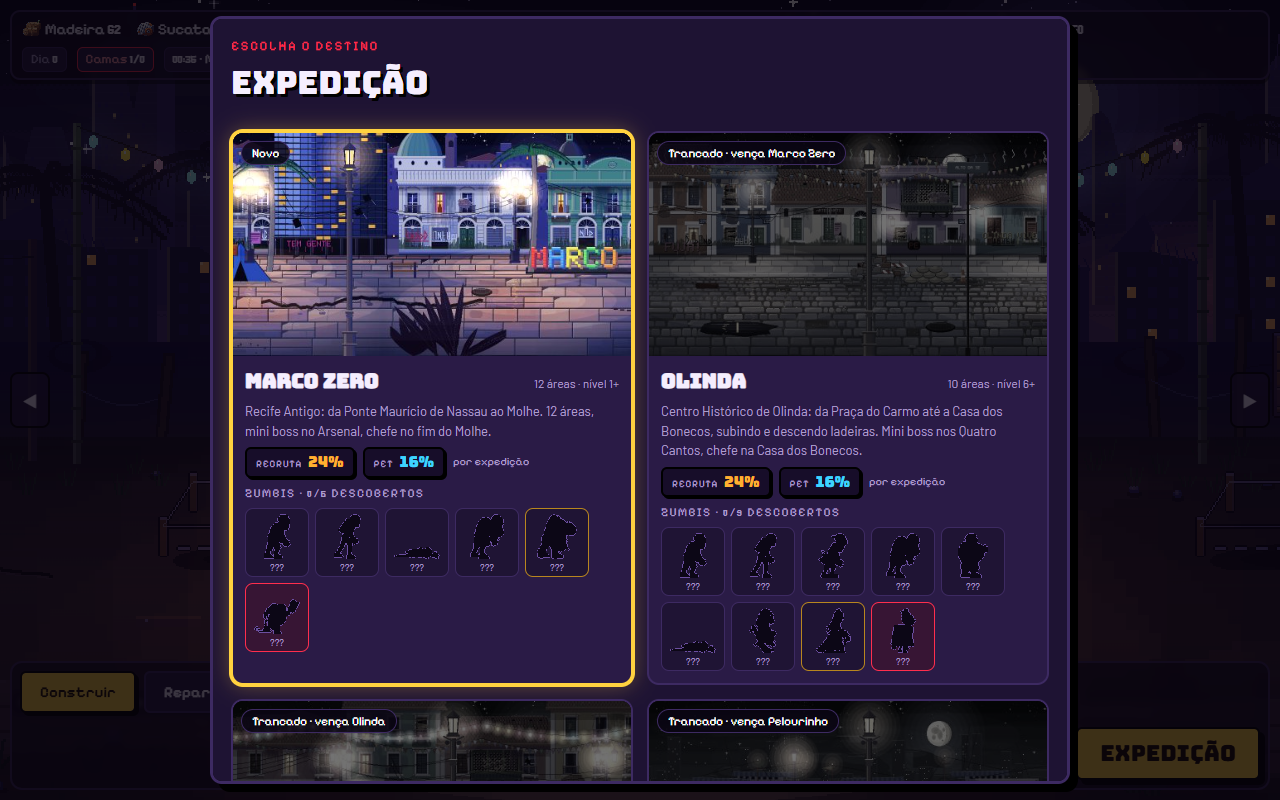 Madeira 62
Sucata
Dia 0
Camas 1/0
ESCOLHA O DESTINO
EXPEDIÇÃO
Novo
TEM GENTE
MARCO
MARCO ZERO
12 áreas · nível 1+
Recife Antigo: da Ponte Maurício de Nassau ao Molhe. 12 áreas,
mini boss no Arsenal, chefe no fim do Molhe.
RECRUTA 24%
PET 16%
por expedição
ZUMBIS · 0/6 DESCOBERTOS
??? ??? ??? ??? ???
???
Trancado · vença Marco Zero
OLINDA
10 áreas · nível 6+
Centro Histórico de Olinda: da Praça do Carmo até a Casa dos
Bonecos, subindo e descendo ladeiras. Mini boss nos Quatro
Cantos, chefe na Casa dos Bonecos.
RECRUTA 24%
PET 16%
por expedição
ZUMBIS · 0/9 DESCOBERTOS
??? ??? ??? ??? ???
??? ??? ??? ???
Trancado · vença Olinda
Trancado · vença Pelourinho
Construir
Repar
EXPEDIÇÃO